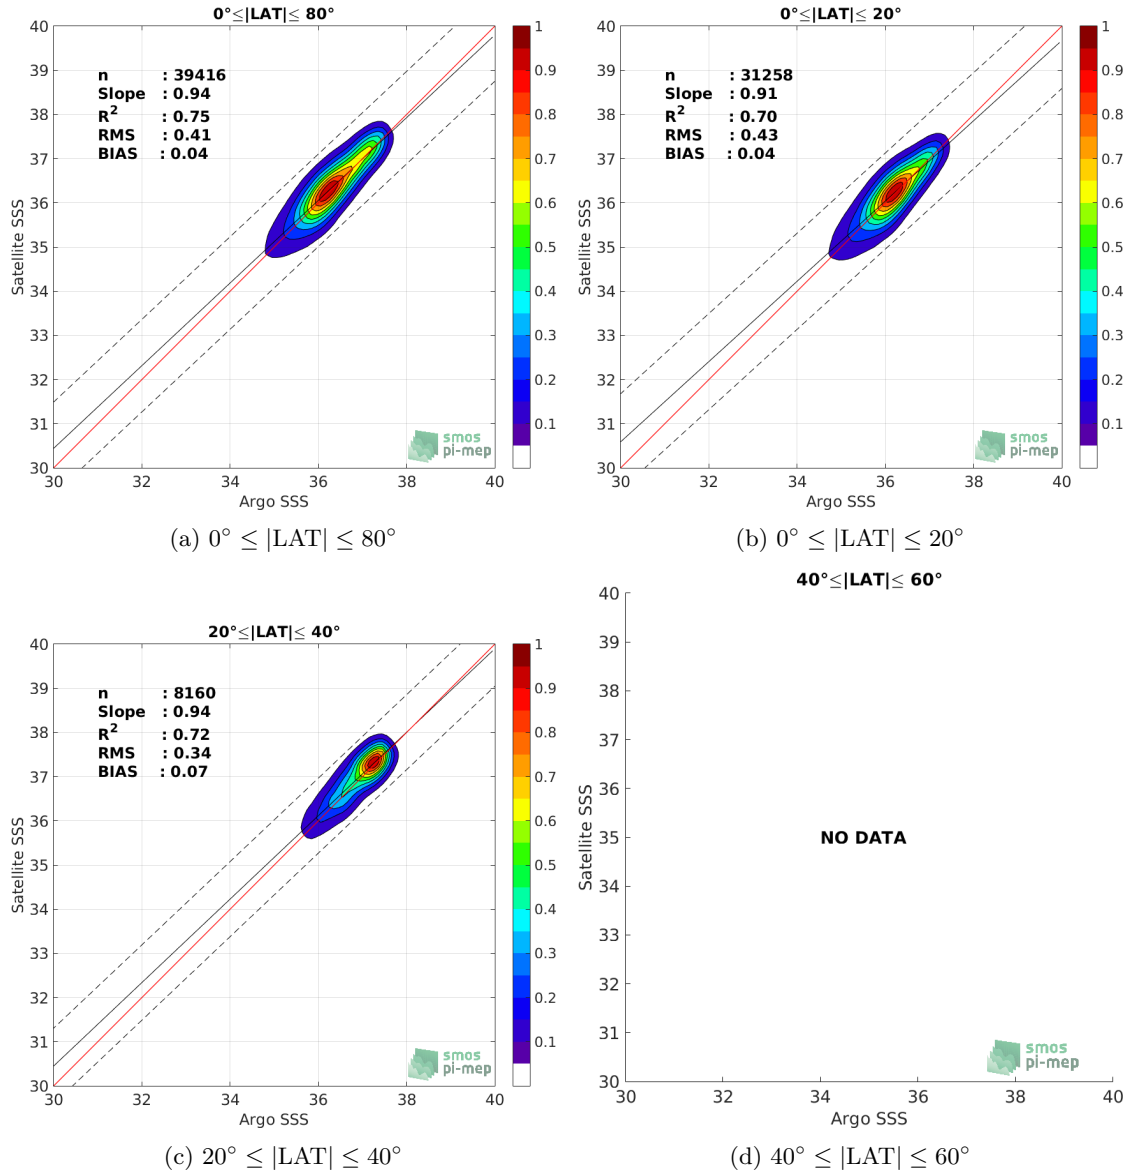 0°≤|LAT|≤ 80°
40
39
38
37
36
35
34
33
32
31
30
Satellite SSS
n : 39416
Slope : 0.94
R2 : 0.75
RMS : 0.41
BIAS : 0.04
smos
pi-mep
30 32 34 36 38 40
Argo SSS
1
0.9
0.8
0.7
0.6
0.5
0.4
0.3
0.2
0.1
(a) 0° ≤ |LAT| ≤ 80°
0°≤|LAT|≤ 20°
40
39
38
37
36
35
34
33
32
31
30
Satellite SSS
n : 31258
Slope : 0.91
R2 : 0.70
RMS : 0.43
BIAS : 0.04
smos
pi-mep
30 32 34 36 38 40
Argo SSS
1
0.9
0.8
0.7
0.6
0.5
0.4
0.3
0.2
0.1
(b) 0° ≤ |LAT| ≤ 20°
20°≤|LAT|≤ 40°
40
39
38
37
36
35
34
33
32
31
30
Satellite SSS
n : 8160
Slope : 0.94
R2 : 0.72
RMS : 0.34
BIAS : 0.07
smos
pi-mep
30 32 34 36 38 40
Argo SSS
1
0.9
0.8
0.7
0.6
0.5
0.4
0.3
0.2
0.1
(c) 20° ≤ |LAT| ≤ 40°
40°≤|LAT|≤ 60°
40
39
38
37
36
35
34
33
32
31
30
Satellite SSS
NO DATA
smos
pi-mep
30 32 34 36 38 40
Argo SSS
(d) 40° ≤ |LAT| ≤ 60°